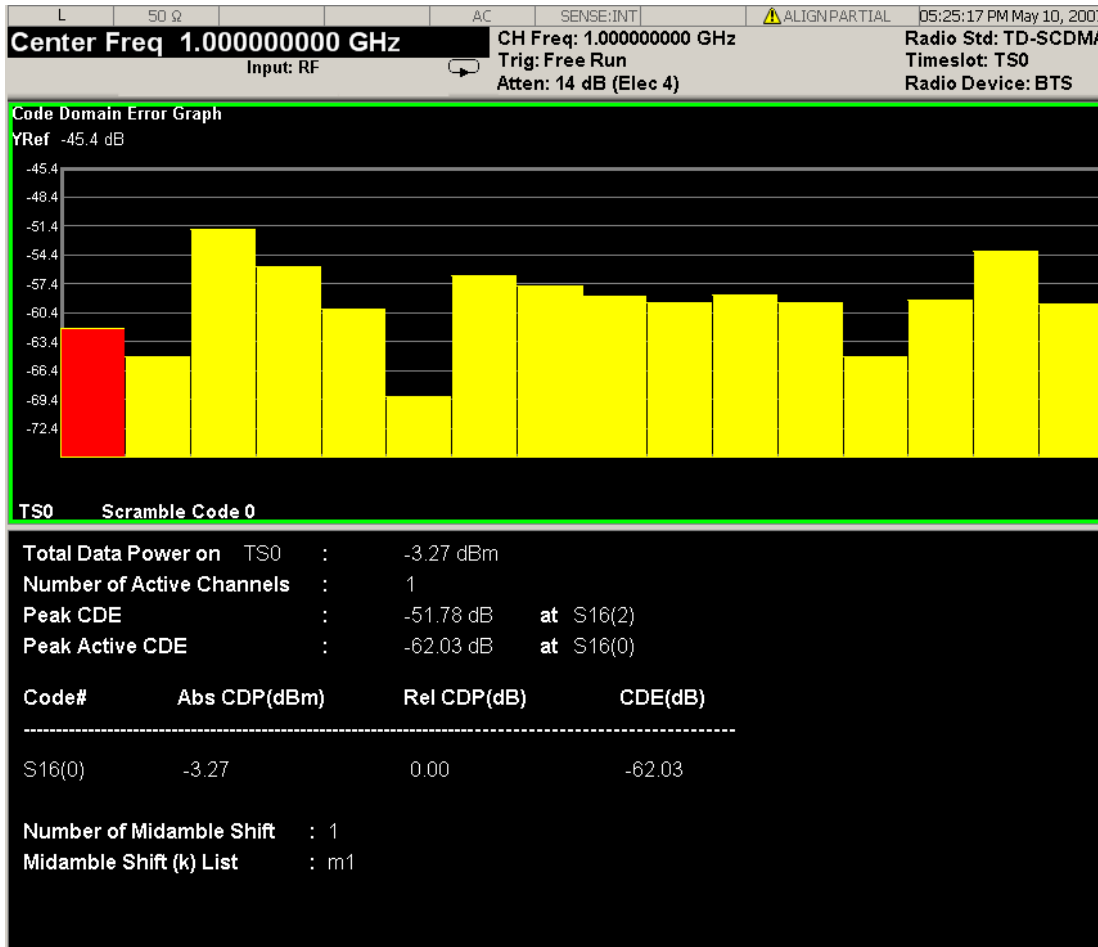 L 50 Ω AC SENSE:INT ALIGN PARTIAL 05:25:17 PM May 10, 200
Center Freq 1.000000000 GHz
Input: RF
CH Freq: 1.000000000 GHz
Trig: Free Run
Atten: 14 dB (Elec 4)
Radio Std: TD-SCDMA
Timeslot: TS0
Radio Device: BTS
Code Domain Error Graph
YRef -45.4 dB
-45.4
-48.4
-51.4
-54.4
-57.4
-60.4
-63.4
-66.4
-69.4
-72.4
TS0 Scramble Code 0
Total Data Power on TS0 : -3.27 dBm
Number of Active Channels : 1
Peak CDE : -51.78 dB at S16(2)
Peak Active CDE : -62.03 dB at S16(0)
Code# Abs CDP(dBm) Rel CDP(dB) CDE(dB)
S16(0) -3.27 0.00 -62.03
Number of Midamble Shift : 1
Midamble Shift (k) List : m1